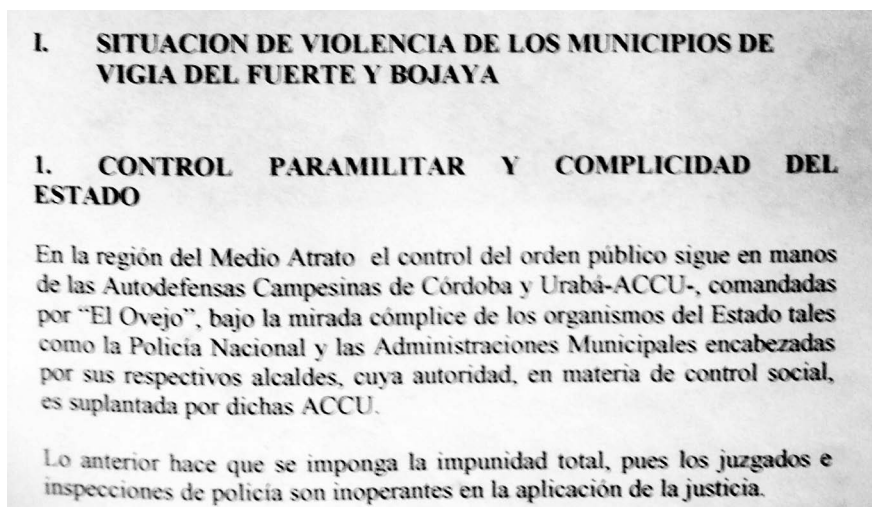 I. SITUACION DE VIOLENCIA DE LOS MUNICIPIOS DE
VIGIA DEL FUERTE Y BOJAYA
1. CONTROL PARAMILITAR Y COMPLICIDAD DEL
ESTADO
En la región del Medio Atrato el control del orden público sigue en manos
de las Autodefensas Campesinas de Córdoba y Urabá-ACCU-, comandadas
por “El Ovejo”, bajo la mirada cómplice de los organismos del Estado tales
como la Policía Nacional y las Administraciones Municipales encabezadas
por sus respectivos alcaldes, cuya autoridad, en materia de control social,
es suplantada por dichas ACCU.
Lo anterior hace que se imponga la impunidad total, pues los juzgados e
inspecciones de policía son inoperantes en la aplicación de la justicia.